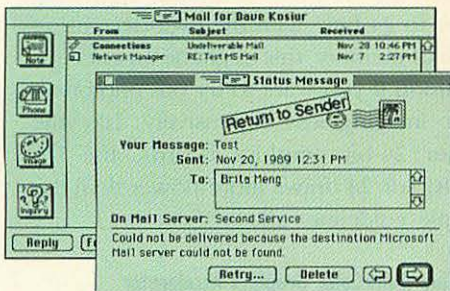 Mail for Dave Kosiur
From Subject Received
Connections Undeliverable Mail Nov 28 10:46 PM
Network Manager RE: Test MS Mail Nov 7 2:27 PM
Note
Phone
Image
Inquiry
Reply
Status Message
Return to Sender
Your Message: Test
Sent: Nov 20, 1989 12:31 PM
To: Brita Meng
On Mail Server: Second Service
Could not be delivered because the destination Microsoft
Mail server could not be found.
Retry... Delete